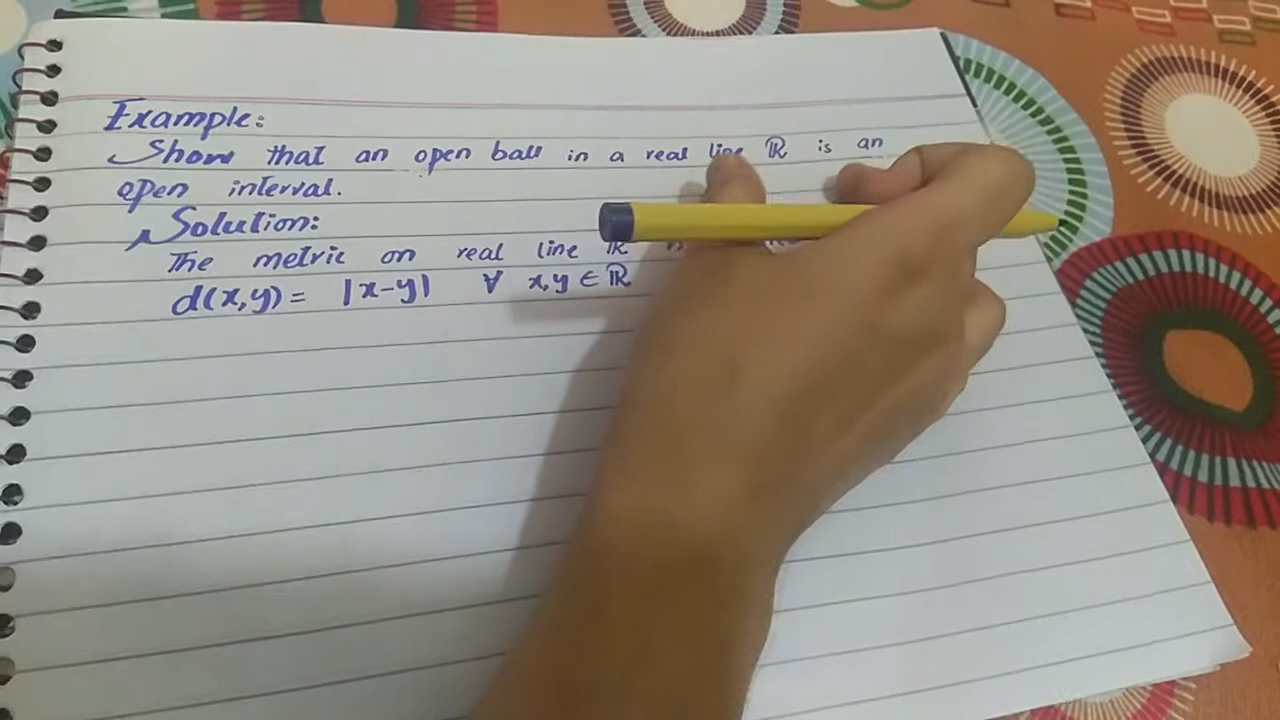 Example:
Show that an open ball in a real line ℝ is an
open interval.
Solution:
The metric on real line ℝ
d(x,y) = |x-y| ∀ x,y ∈ ℝ